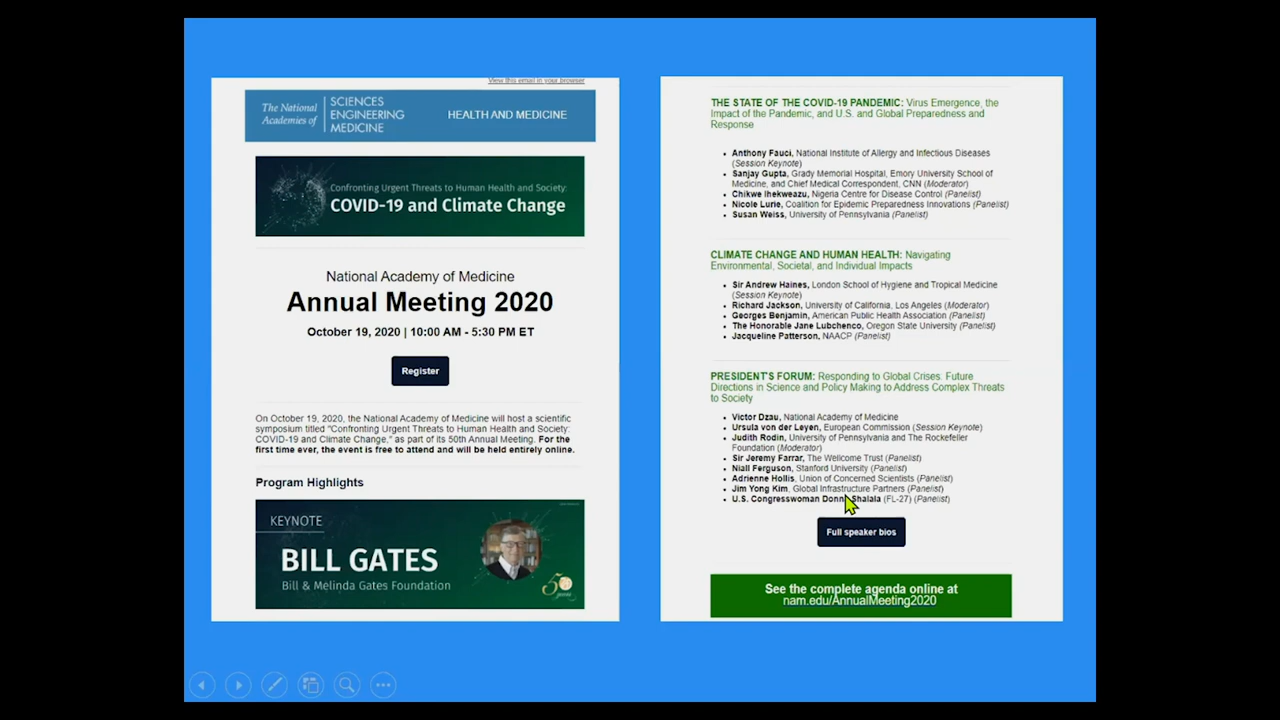 View this email in your browser
The National
Academies of
SCIENCES
ENGINEERING
MEDICINE
HEALTH AND MEDICINE
Confronting Urgent Threats to Human Health and Society:
COVID-19 and Climate Change
National Academy of Medicine
Annual Meeting 2020
October 19, 2020 | 10:00 AM - 5:30 PM ET
Register
On October 19, 2020, the National Academy of Medicine will host a scientific
symposium titled "Confronting Urgent Threats to Human Health and Society:
COVID-19 and Climate Change," as part of its 50th Annual Meeting. For the
first time ever, the event is free to attend and will be held entirely online.
Program Highlights
KEYNOTE
BILL GATES
Bill & Melinda Gates Foundation
50
years
THE STATE OF THE COVID-19 PANDEMIC: Virus Emergence, the
Impact of the Pandemic, and U.S. and Global Preparedness and
Response
• Anthony Fauci, National Institute of Allergy and Infectious Diseases
(Session Keynote)
• Sanjay Gupta, Grady Memorial Hospital, Emory University School of
Medicine, and Chief Medical Correspondent, CNN (Moderator)
• Chikwe Ihekweazu, Nigeria Centre for Disease Control (Panelist)
• Nicole Lurie, Coalition for Epidemic Preparedness Innovations (Panelist)
• Susan Weiss, University of Pennsylvania (Panelist)
CLIMATE CHANGE AND HUMAN HEALTH: Navigating
Environmental, Societal, and Individual Impacts
• Sir Andrew Haines, London School of Hygiene and Tropical Medicine
(Session Keynote)
• Richard Jackson, University of California, Los Angeles (Moderator)
• Georges Benjamin, American Public Health Association (Panelist)
• The Honorable Jane Lubchenco, Oregon State University (Panelist)
• Jacqueline Patterson, NAACP (Panelist)
PRESIDENT'S FORUM: Responding to Global Crises: Future
Directions in Science and Policy Making to Address Complex Threats
to Society
• Victor Dzau, National Academy of Medicine
• Ursula von der Leyen, European Commission (Session Keynote)
• Judith Rodin, University of Pennsylvania and The Rockefeller
Foundation (Moderator)
• Sir Jeremy Farrar, The Wellcome Trust (Panelist)
• Niall Ferguson, Stanford University (Panelist)
• Adrienne Hollis, Union of Concerned Scientists (Panelist)
• Jim Yong Kim, Global Infrastructure Partners (Panelist)
• U.S. Congresswoman Donna Shalala (FL-27) (Panelist)
Full speaker bios
See the complete agenda online at
nam.edu/AnnualMeeting2020